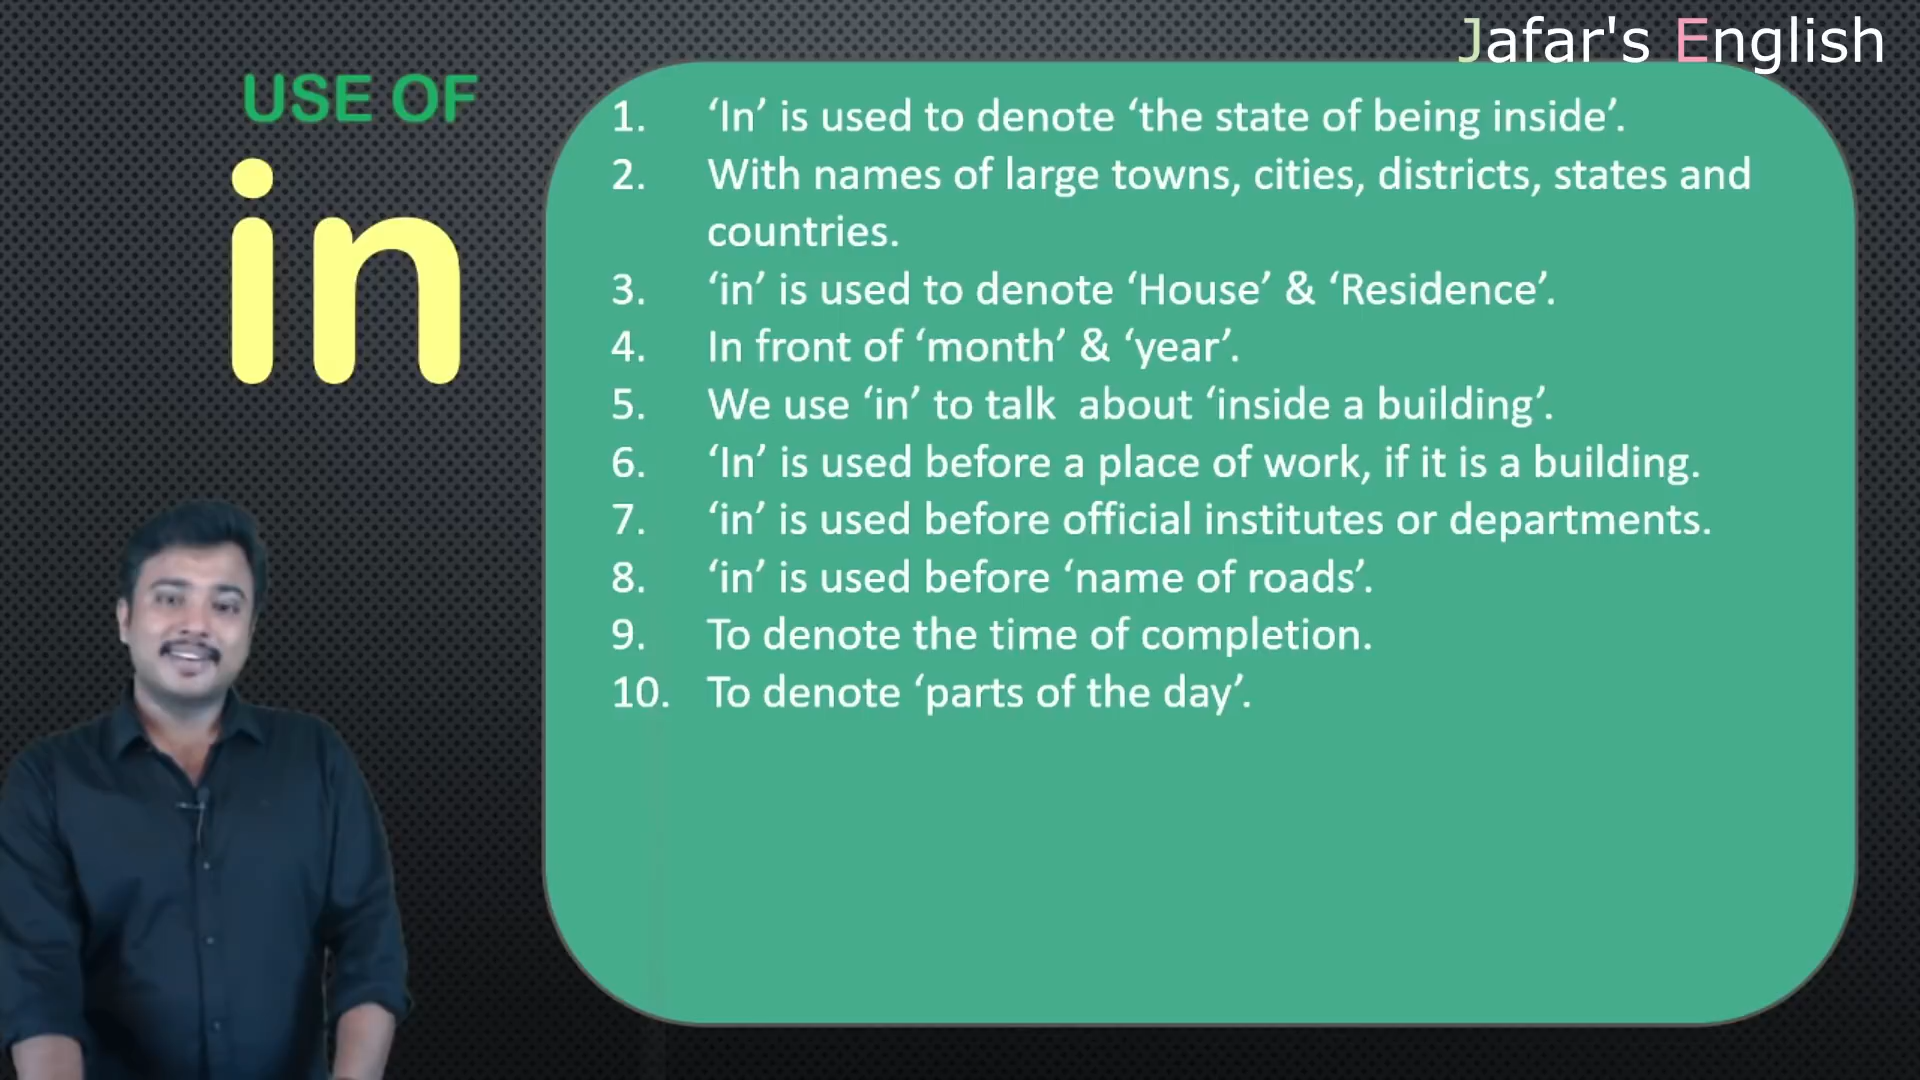 Jafar's English
USE OF
in
1. ‘In’ is used to denote ‘the state of being inside’.
2. With names of large towns, cities, districts, states and
countries.
3. ‘in’ is used to denote ‘House’ & ‘Residence’.
4. In front of ‘month’ & ‘year’.
5. We use ‘in’ to talk  about ‘inside a building’.
6. ‘In’ is used before a place of work, if it is a building.
7. ‘in’ is used before official institutes or departments.
8. ‘in’ is used before ‘name of roads’.
9. To denote the time of completion.
10. To denote ‘parts of the day’.